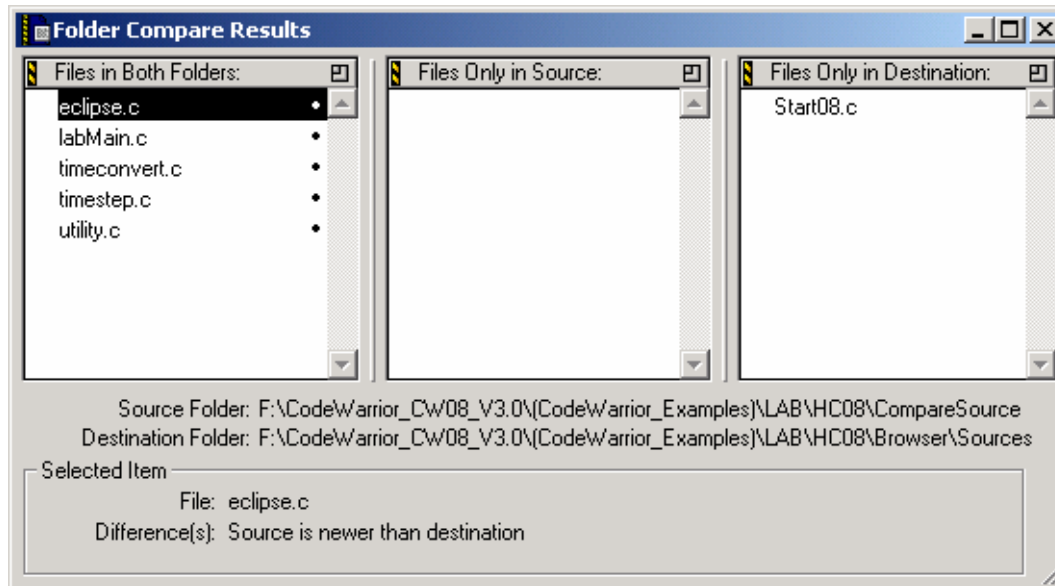 Folder Compare Results
Files in Both Folders:
eclipse.c •
labMain.c •
timeconvert.c •
timestep.c •
utility.c •
Files Only in Source:
Files Only in Destination:
Start08.c
Source Folder: F:\CodeWarrior_CW08_V3.0\(CodeWarrior_Examples)\LAB\HC08\CompareSource
Destination Folder: F:\CodeWarrior_CW08_V3.0\(CodeWarrior_Examples)\LAB\HC08\Browser\Sources
Selected Item
File: eclipse.c
Difference(s): Source is newer than destination